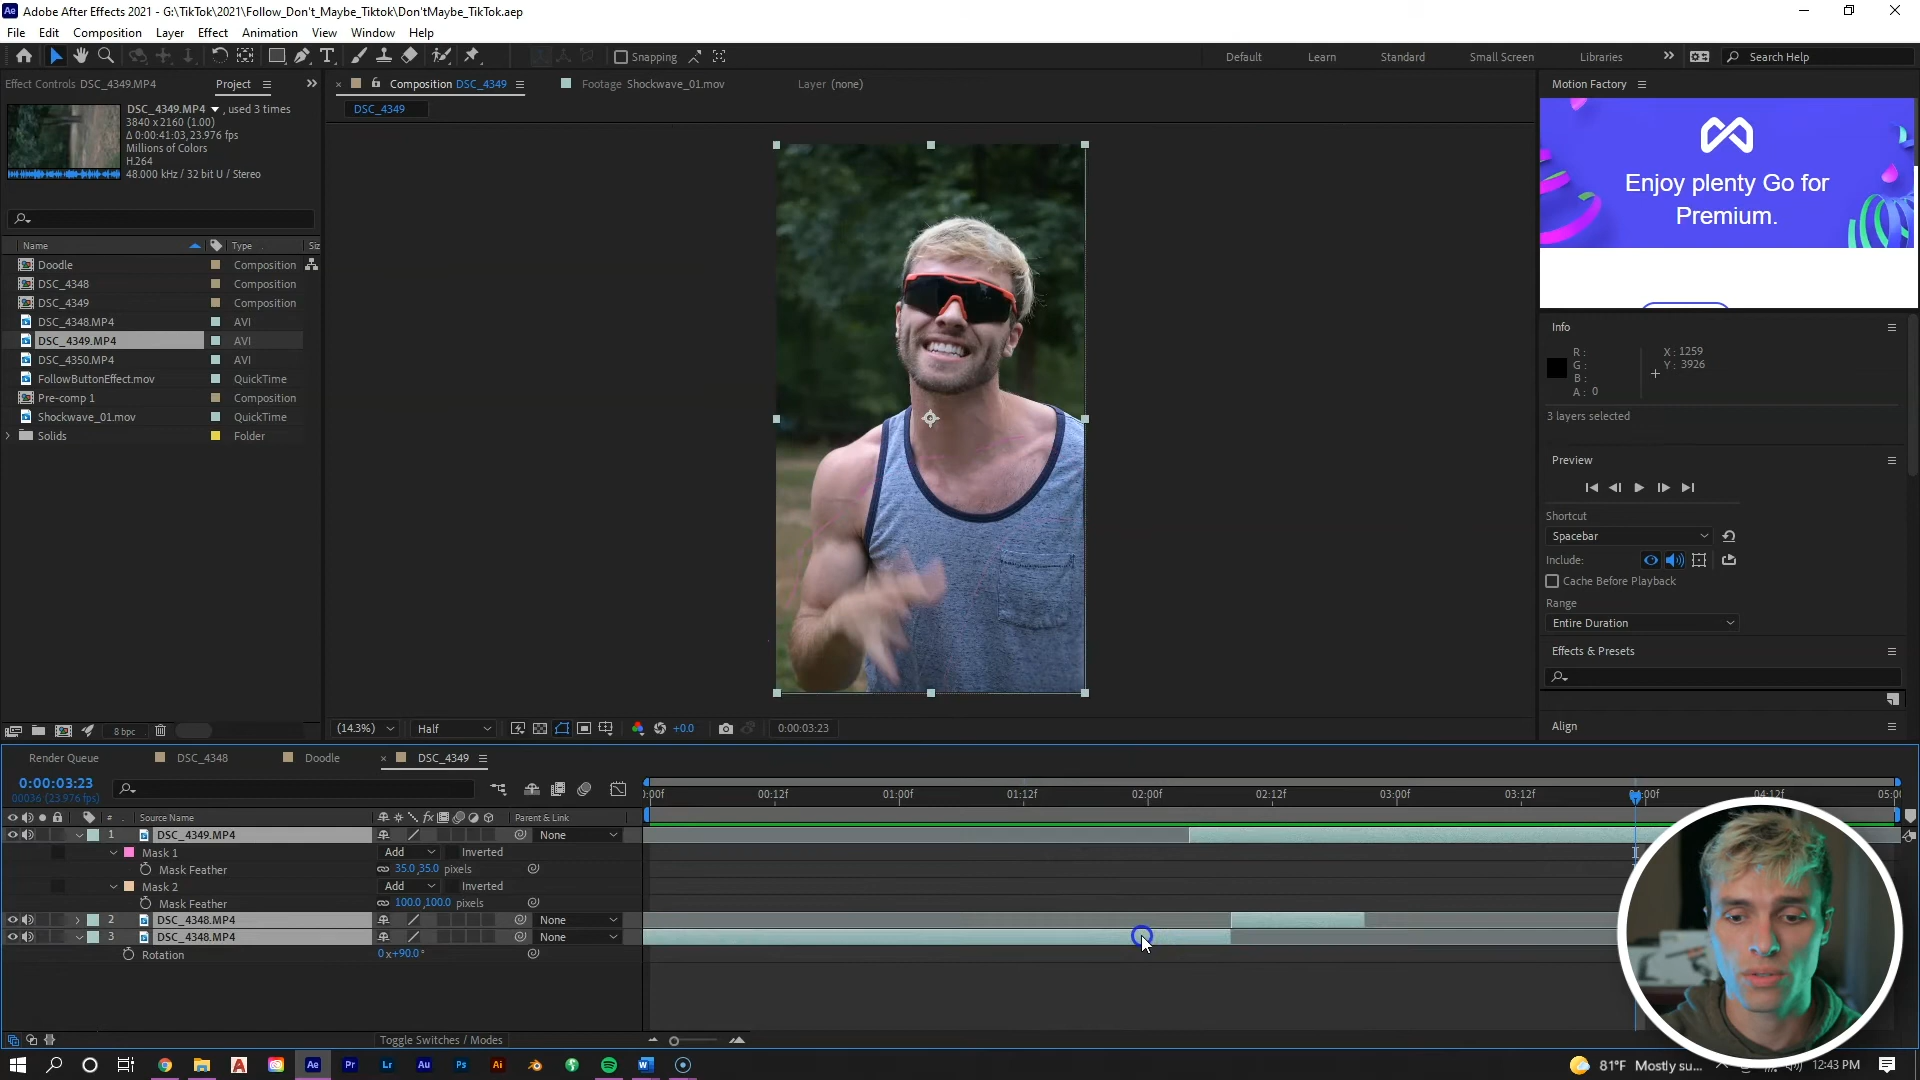 Adobe After Effects 2021 - G:\TikTok\2021\Follow_Don't_Maybe_Tiktok\Don'tMaybe_TikTok.aep
File Edit Composition Layer Effect Animation View Window Help
Snapping Default Learn Standard Small Screen Libraries Search Help
Effect Controls DSC_4349.MP4 Project
Composition DSC_4349 Footage Shockwave_01.mov Layer (none)
DSC_4349
DSC_4349.MP4 , used 3 times
3840 x 2160 (1.00)
Δ 0:00:41:03, 23.976 fps
Millions of Colors
H.264
48.000 kHz / 32 bit U / Stereo
Name Type Siz
Doodle Composition
DSC_4348 Composition
DSC_4349 Composition
DSC_4348.MP4 AVI
DSC_4349.MP4 AVI
DSC_4350.MP4 AVI
FollowButtonEffect.mov QuickTime
Pre-comp 1 Composition
Shockwave_01.mov QuickTime
Solids Folder
8 bpc
(14.3%) Half +0.0 0:00:03:23
Motion Factory
Enjoy plenty Go for
Premium.
Info
R :
G :
B :
A : 0
X : 1259
Y : 3926
3 layers selected
Preview
Shortcut
Spacebar
Include:
Cache Before Playback
Range
Entire Duration
Effects & Presets
Align
Render Queue DSC_4348 Doodle DSC_4349
0:00:03:23
(23.976 fps)
# Source Name Parent & Link
):00f 00:12f 01:00f 01:12f 02:00f 02:12f 03:00f 03:12f 04:12f 05:0
1 DSC_4349.MP4 None
Mask 1 Add Inverted
Mask Feather 35.0,35.0 pixels
Mask 2 Add Inverted
Mask Feather 100.0,100.0 pixels
2 DSC_4348.MP4 None
3 DSC_4348.MP4 None
Rotation 0x+90.0°
Toggle Switches / Modes
Ae Pr Lr Au Ps Ai
81°F Mostly su... 12:43 PM